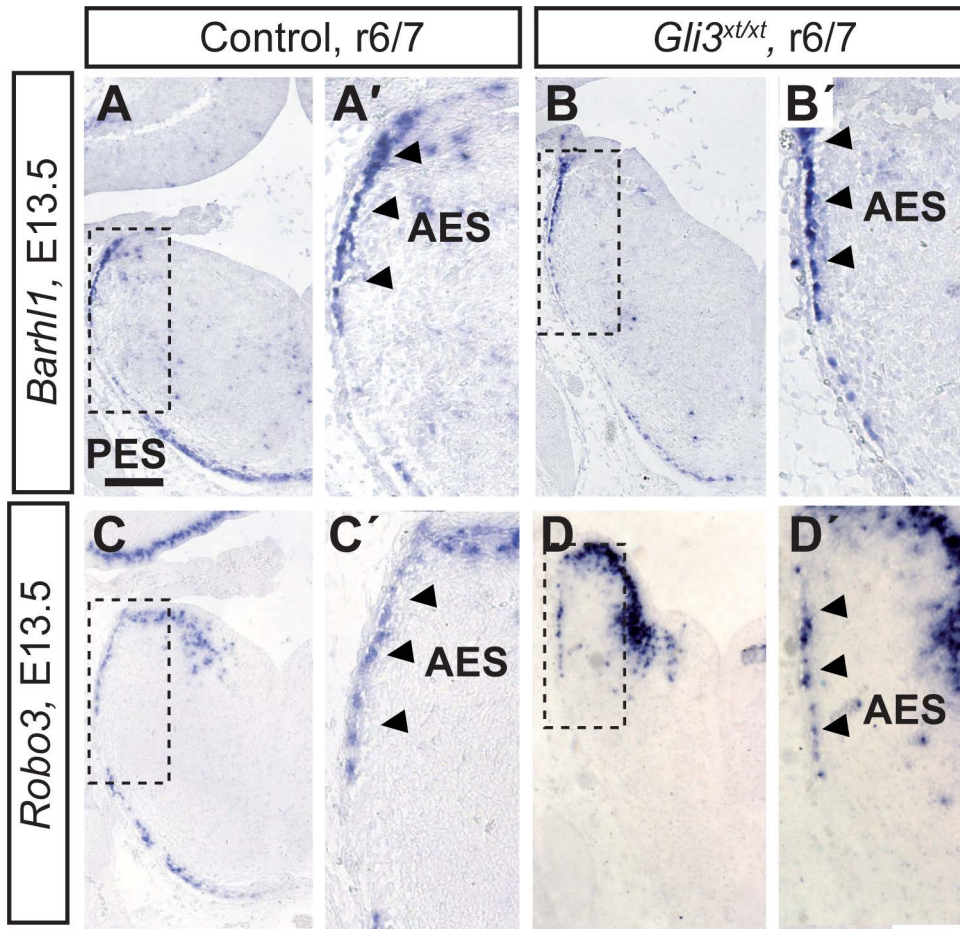 Control, r6/7
Gli3xt/xt, r6/7
Barhl1, E13.5
A
A′
B
B´
AES
AES
PES
Robo3, E13.5
C
C´
D
D´
AES
AES